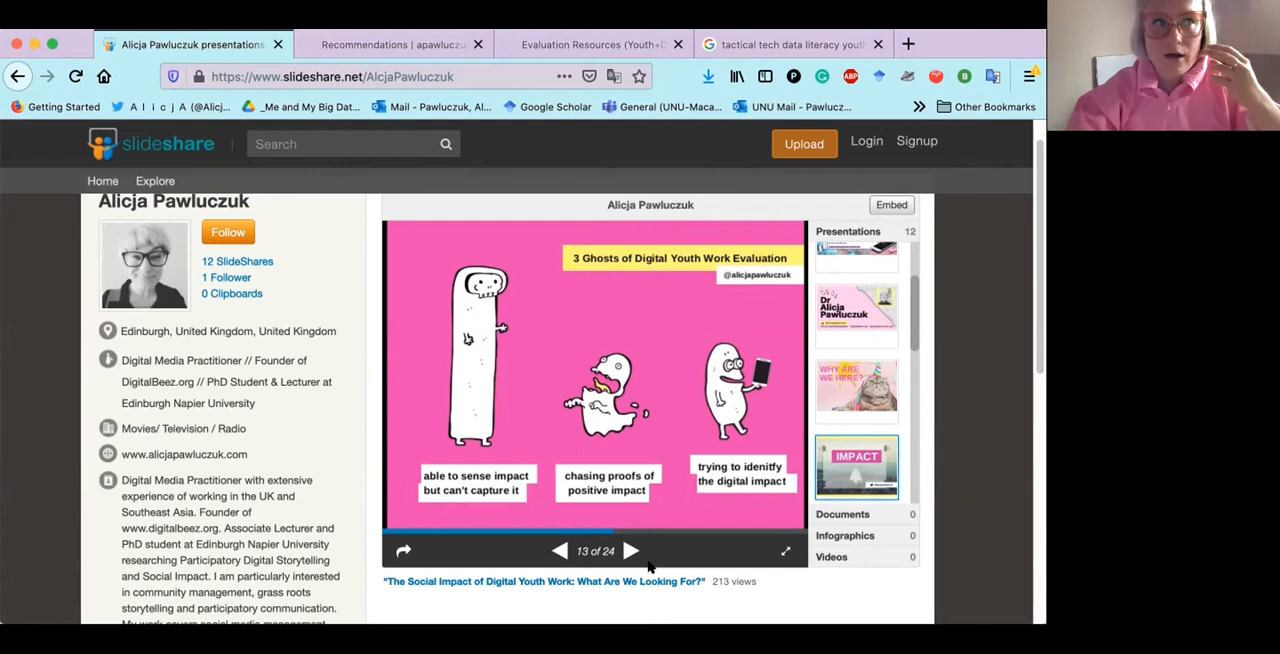 Alicja Pawluczuk presentations
Recommendations | apawluczu
Evaluation Resources (Youth+D
tactical tech data literacy yout
https://www.slideshare.net/AlcjaPawluczuk
Getting Started
A l i c j A (@Alicj...
_Me and My Big Dat...
Mail - Pawluczuk, Al...
Google Scholar
General (UNU-Maca...
UNU Mail - Pawlucz...
Other Bookmarks
slideshare
Search
Upload
Login
Signup
Home
Explore
Alicja Pawluczuk
Follow
12 SlideShares
1 Follower
0 Clipboards
Edinburgh, United Kingdom, United Kingdom
Digital Media Practitioner // Founder of
DigitalBeez.org // PhD Student & Lecturer at
Edinburgh Napier University
Movies/ Television / Radio
www.alicjapawluczuk.com
Digital Media Practitioner with extensive
experience of working in the UK and
Southeast Asia. Founder of
www.digitalbeez.org. Associate Lecturer and
PhD student at Edinburgh Napier University
researching Participatory Digital Storytelling
and Social Impact. I am particularly interested
in community management, grass roots
storytelling and participatory communication.
My work covers social media management
Alicja Pawluczuk
Embed
3 Ghosts of Digital Youth Work Evaluation
@alicjapawluczuk
able to sense impact
but can't capture it
chasing proofs of
positive impact
trying to idenitfy
the digital impact
13 of 24
"The Social Impact of Digital Youth Work: What Are We Looking For?"
213 views
Presentations 12
Dr
Alicja
Pawluczuk
WHY ARE
WE HERE?
IMPACT
Documents 0
Infographics 0
Videos 0